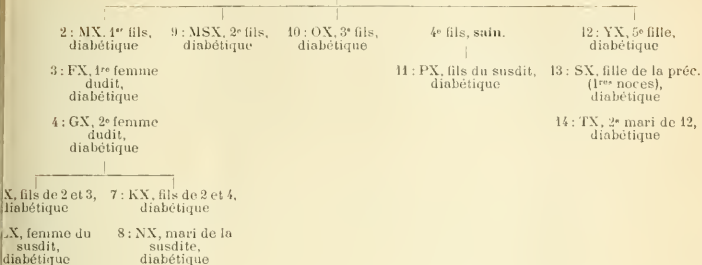 2 : MX. 1er fils,
diabétique
9 : MSX, 2e fils,
diabétique
10 : OX, 3e fils,
diabétique
4e fils, sain.
12 : YX, 5e fille,
diabétique
3 : FX, 1re femme
dudit,
diabétique
11 : PX, fils du susdit,
diabétique
13 : SX, fille de la préc.
(1res noces),
diabétique
4 : GX, 2e femme
dudit,
diabétique
14 : TX, 2e mari de 12,
diabétique
X, fils de 2 et 3,
diabétique
7 : KX, fils de 2 et 4,
diabétique
X, femme du
susdit,
diabétique
8 : NX, mari de la
susdite,
diabétique